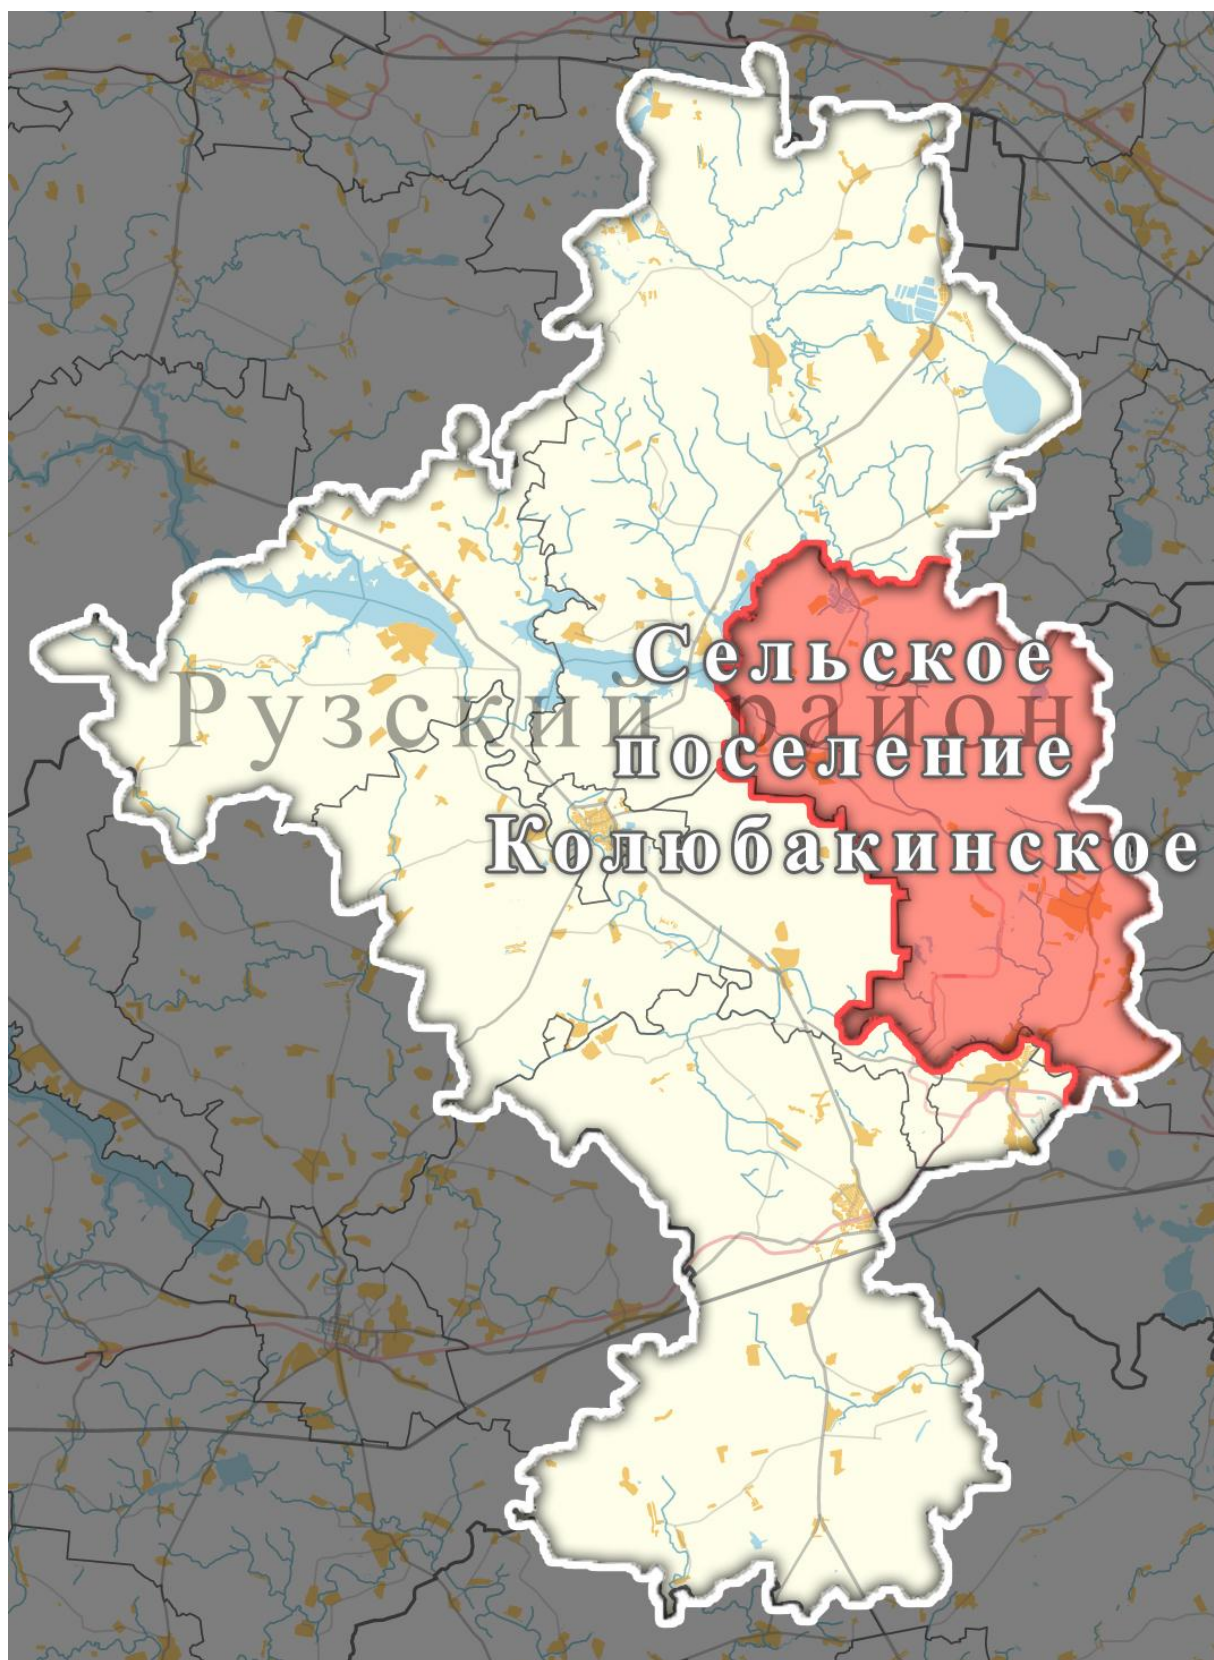 Сельское
Рузский район
поселение
Колюбакинское